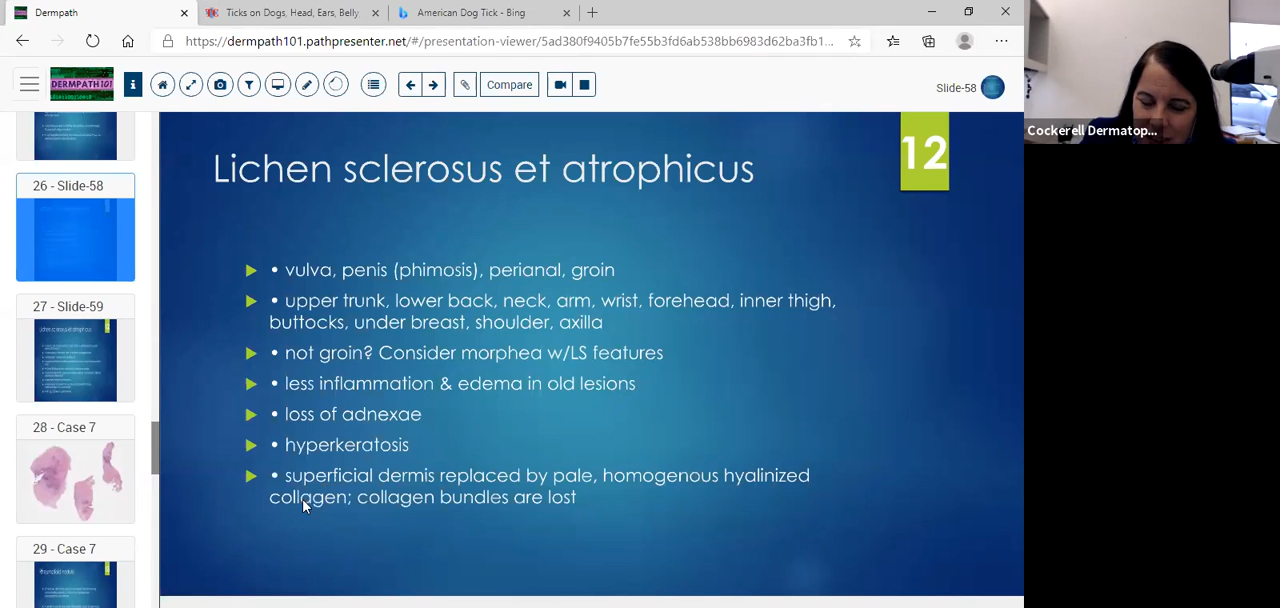 Dermpath
Ticks on Dogs, Head, Ears, Belly
American Dog Tick - Bing
https://dermpath101.pathpresenter.net/#/presentation-viewer/5ad380f9405b7fe55b3fd6ab538bb6983d62ba3fb1...
DERMPATH101
Compare
Slide-58
Cockerell Dermatop...
26 - Slide-58
27 - Slide-59
28 - Case 7
29 - Case 7
12
Lichen sclerosus et atrophicus
• vulva, penis (phimosis), perianal, groin
• upper trunk, lower back, neck, arm, wrist, forehead, inner thigh,
buttocks, under breast, shoulder, axilla
• not groin? Consider morphea w/LS features
• less inflammation & edema in old lesions
• loss of adnexae
• hyperkeratosis
• superficial dermis replaced by pale, homogenous hyalinized
collagen; collagen bundles are lost